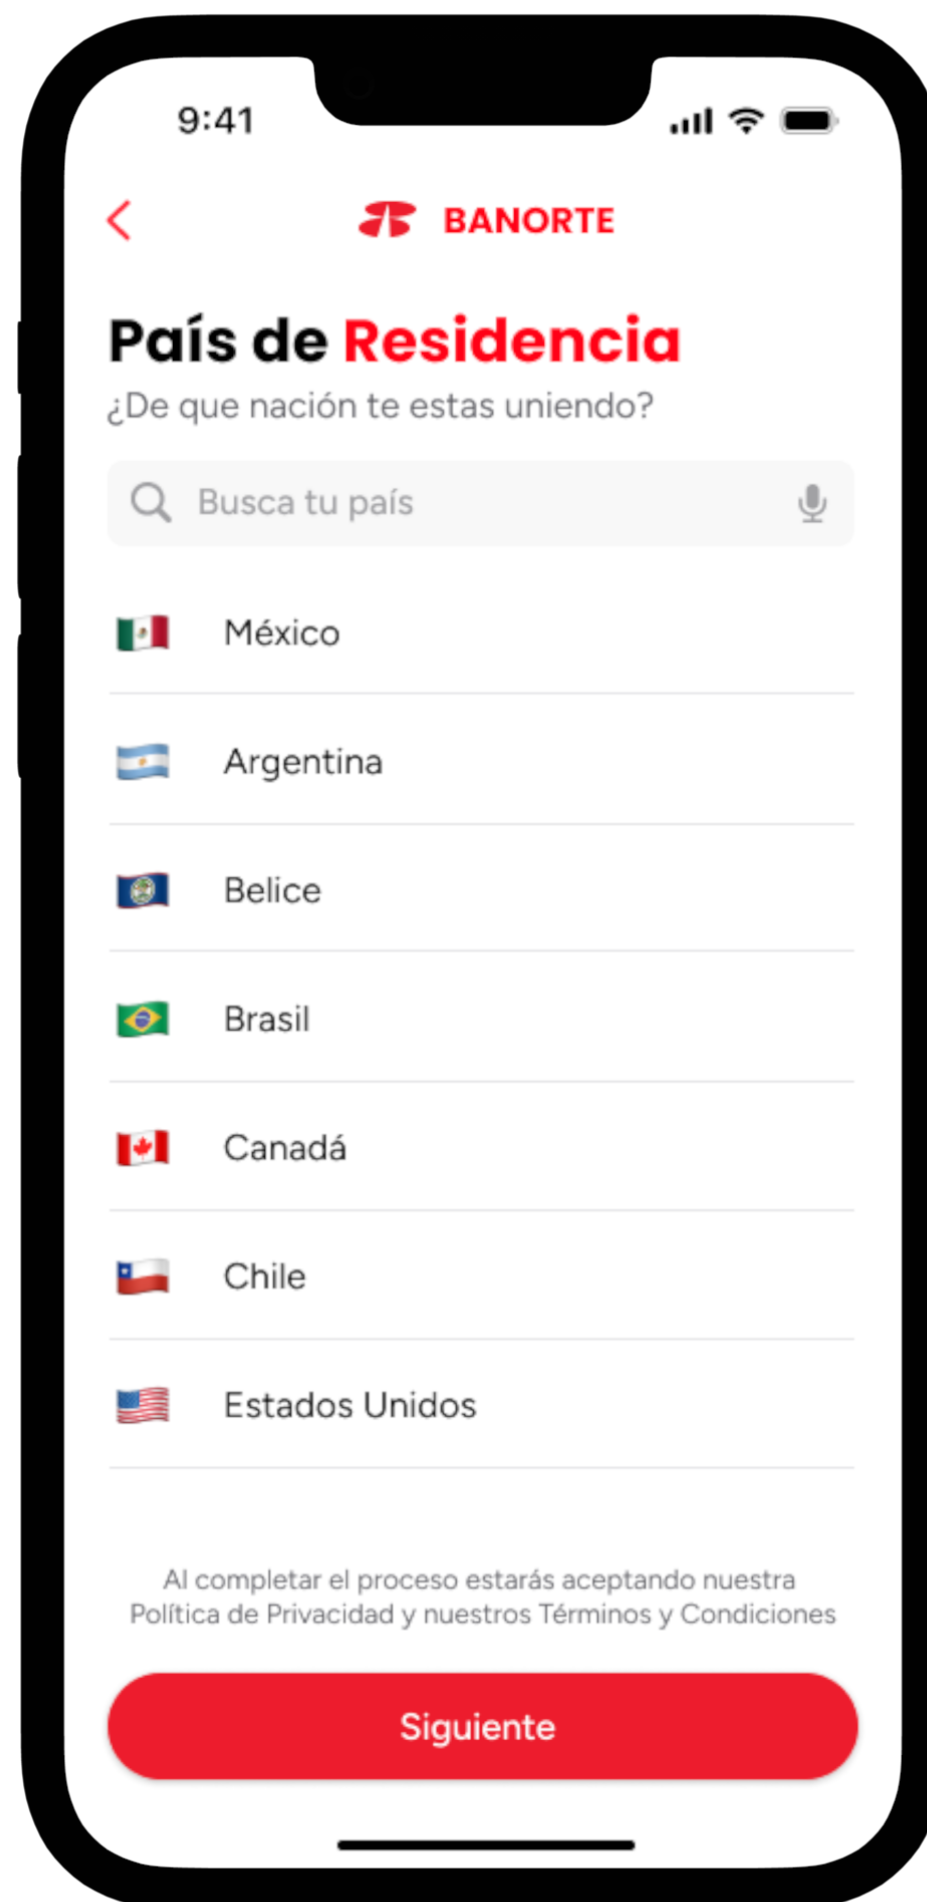 9:41
BANORTE
País de Residencia
¿De que nación te estas uniendo?
Busca tu país
México
Argentina
Belice
Brasil
Canadá
Chile
Estados Unidos
Al completar el proceso estarás aceptando nuestra
Política de Privacidad y nuestros Términos y Condiciones
Siguiente